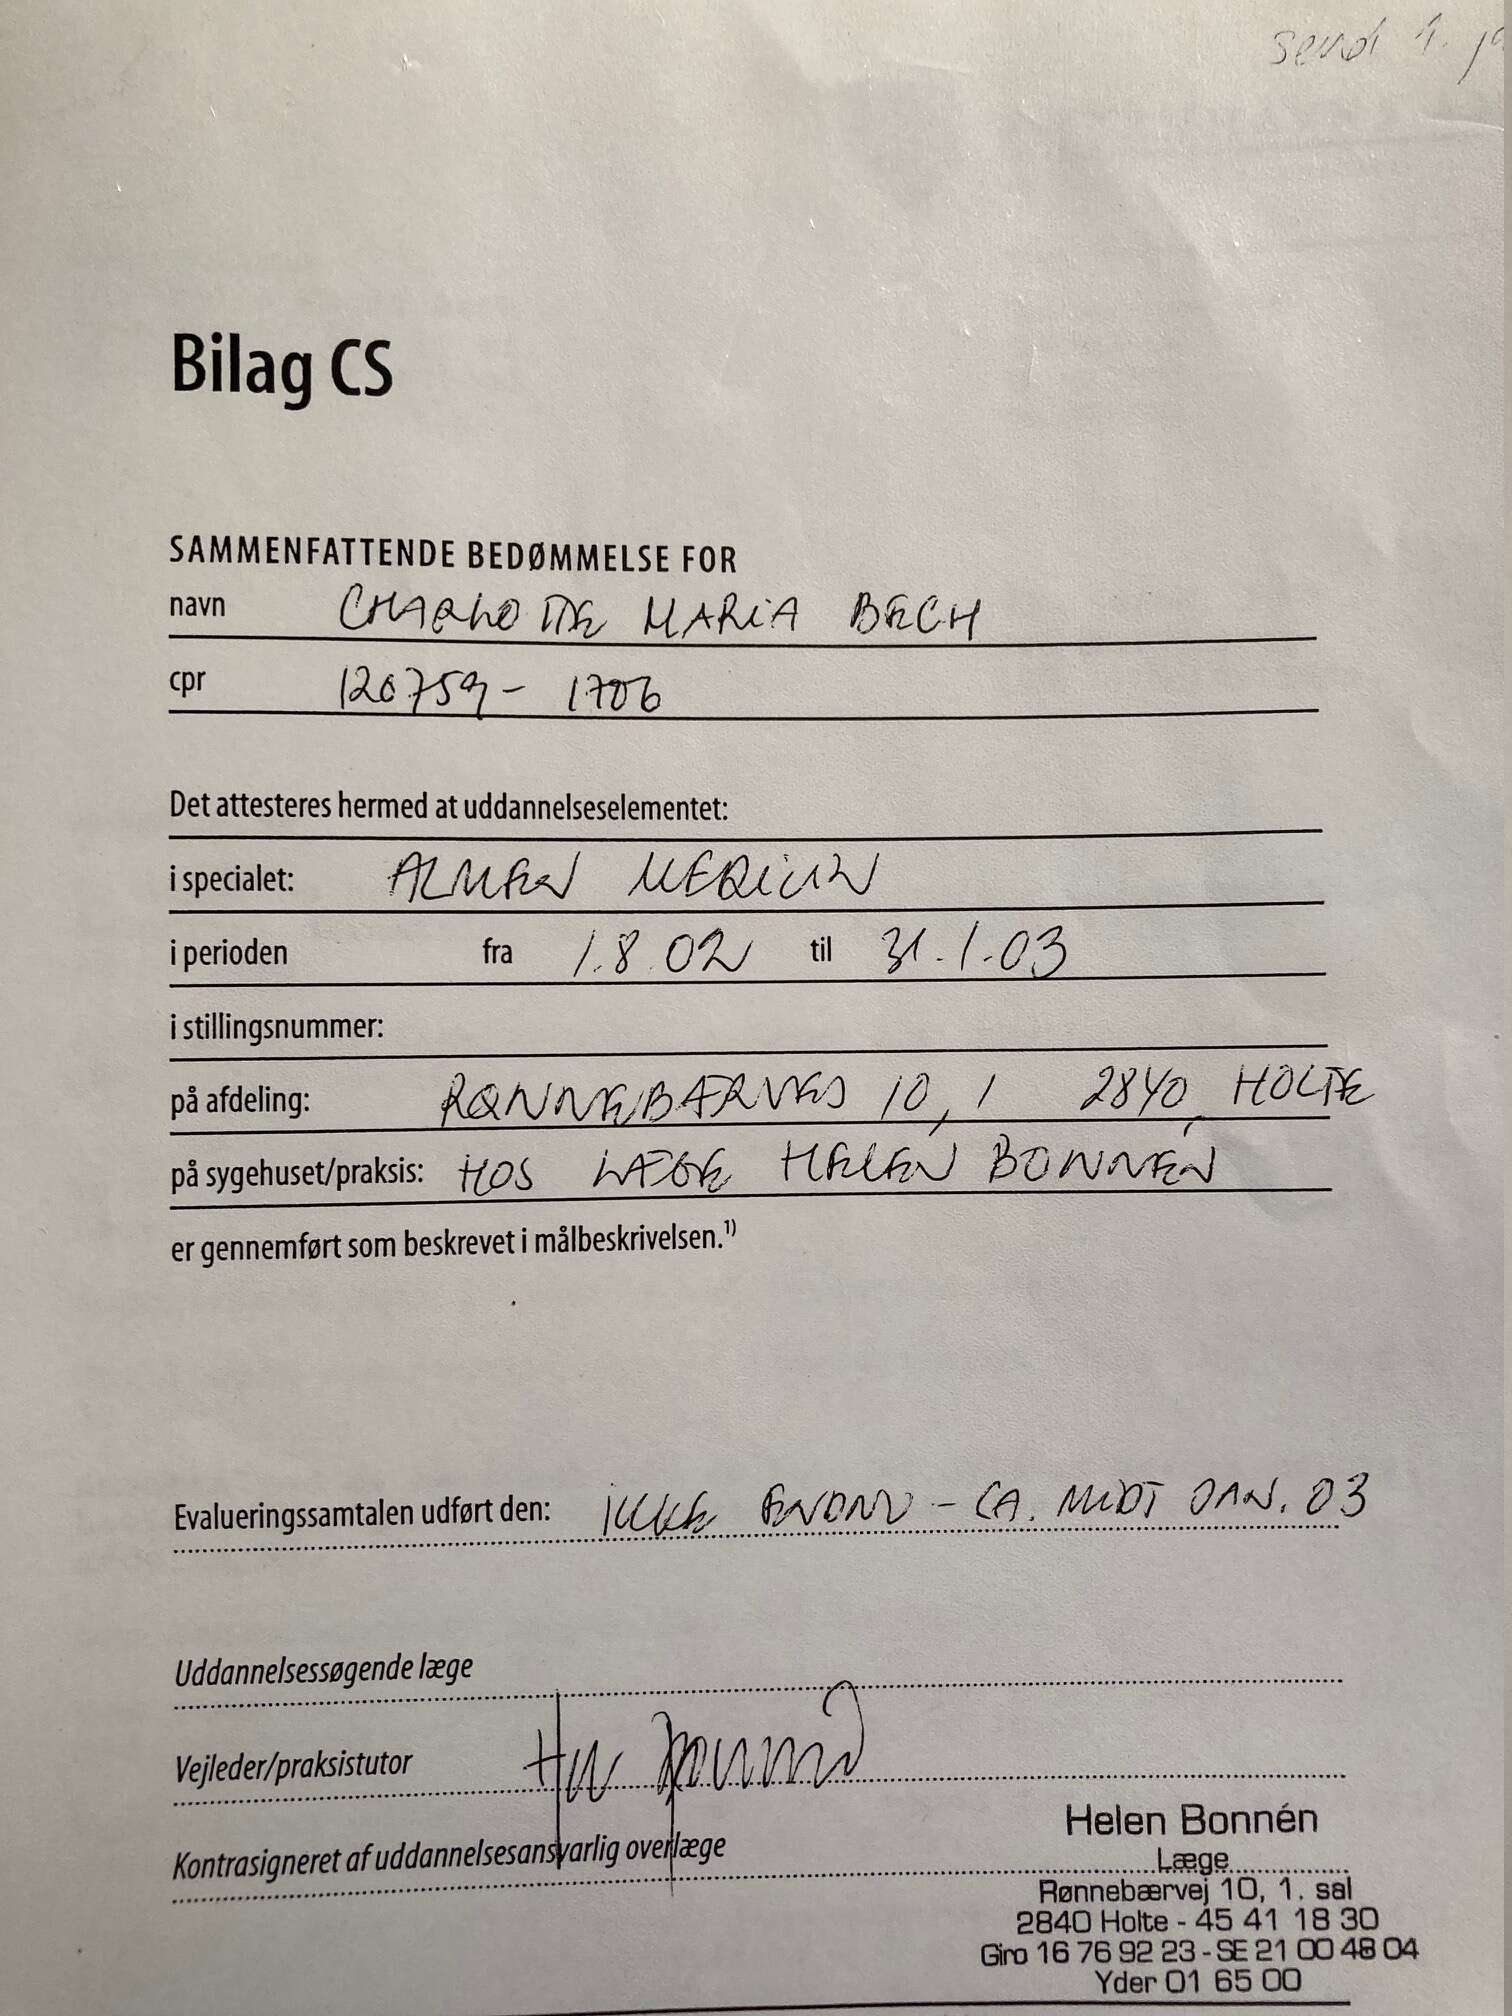 send 1.
Bilag CS
SAMMENFATTENDE BEDØMMELSE FOR
navn CHARLOTTE MARIA BECH
cpr 120759-1706
Det attesteres hermed at uddannelseselementet:
i specialet: ALMEN MEDICIN
i perioden fra 1.8.02 til 31.1.03
i stillingsnummer:
på afdeling: RØNNEBÆRVEJ 10, 1 2840, HOLTE
på sygehuset/praksis: HOS LÆGE HELEN BONNÉN
er gennemført som beskrevet i målbeskrivelsen.¹⁾
Evalueringssamtalen udført den: IKKE ENDNU - CA. MIDT JAN. 03
Uddannelsessøgende læge
Vejleder/praksistutor
Kontrasigneret af uddannelsesansvarlig overlæge
Helen Bonnén
Læge
Rønnebærvej 10, 1. sal
2840 Holte - 45 41 18 30
Giro 16 76 92 23 - SE 21 00 48 04
Yder 01 65 00